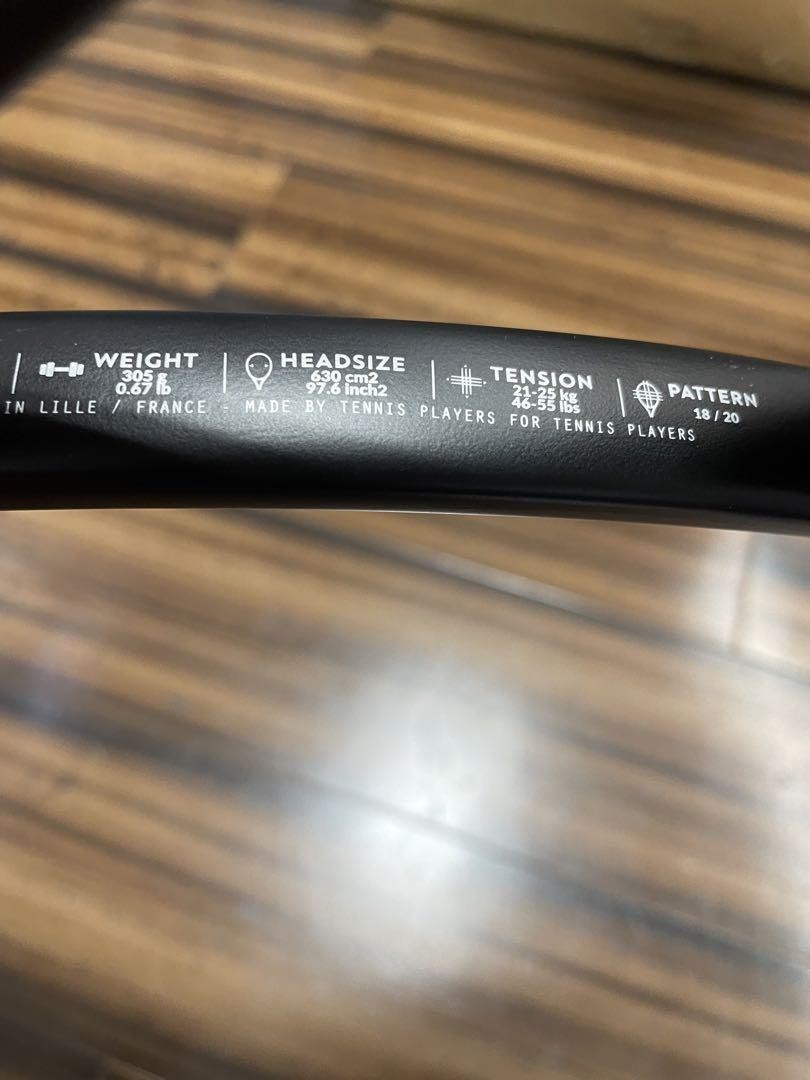 WEIGHT
305 g
0.67 lb
HEADSIZE
630 cm2
97.6 inch2
TENSION
21-25 kg
46-55 lbs
PATTERN
18 / 20
IN LILLE / FRANCE - MADE BY TENNIS PLAYERS FOR TENNIS PLAYERS